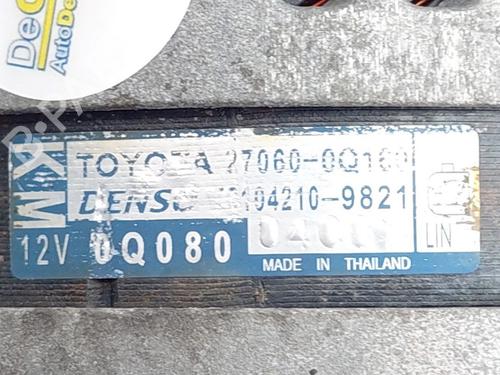 KM
TOYOTA 27060-0Q160
DENSO 104210-9821
12V 0Q080
LIN
MADE IN THAILAND